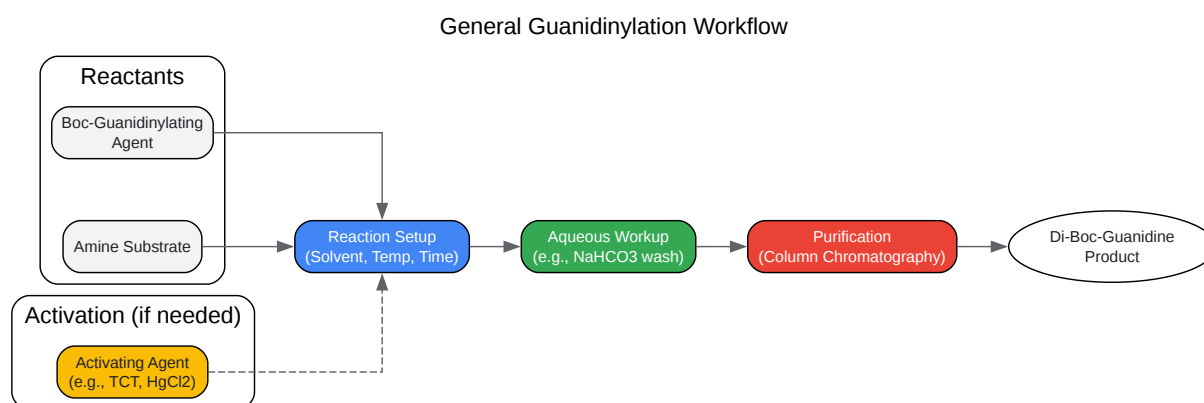 General Guanidinylation Workflow
Reactants
Boc-Guanidinylating
Agent
Amine Substrate
Activation (if needed)
Activating Agent
(e.g., TCT, HgCl2)
Reaction Setup
(Solvent, Temp, Time)
Aqueous Workup
(e.g., NaHCO3 wash)
Purification
(Column Chromatography)
Di-Boc-Guanidine
Product